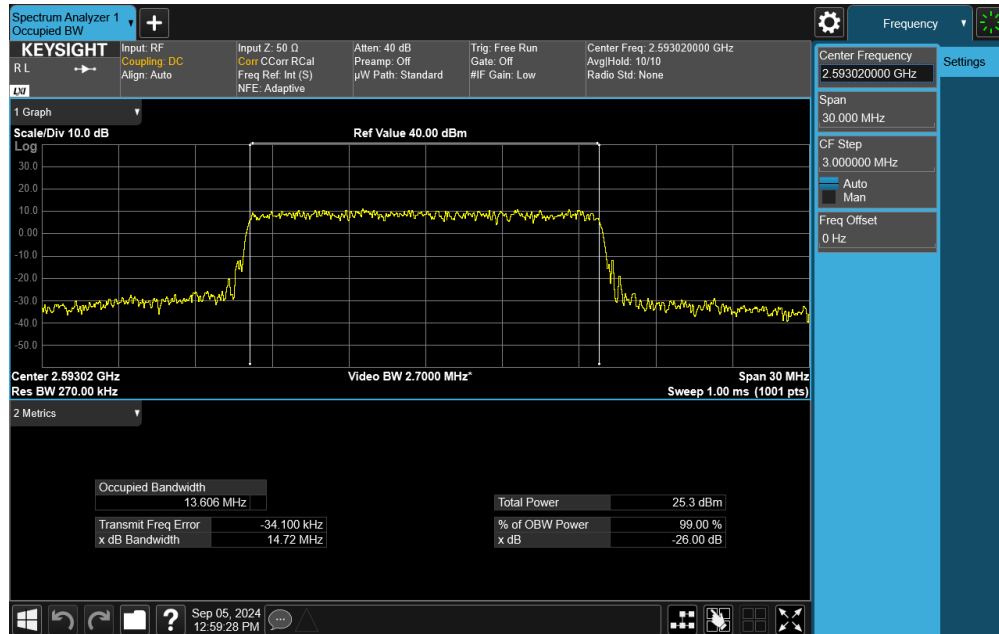 Spectrum Analyzer 1
Occupied BW
Frequency
KEYSIGHT
R L
LXI
Input: RF
Coupling: DC
Align: Auto
Input Z: 50 Ω
Corr CCorr RCal
Freq Ref: Int (S)
NFE: Adaptive
Atten: 40 dB
Preamp: Off
µW Path: Standard
Trig: Free Run
Gate: Off
#IF Gain: Low
Center Freq: 2.593020000 GHz
Avg|Hold: 10/10
Radio Std: None
Center Frequency
2.593020000 GHz
Settings
Span
30.000 MHz
CF Step
3.000000 MHz
Auto
Man
Freq Offset
0 Hz
1 Graph
Scale/Div 10.0 dB
Ref Value 40.00 dBm
Log
30.0
20.0
10.0
0.00
-10.0
-20.0
-30.0
-40.0
-50.0
Center 2.59302 GHz
Video BW 2.7000 MHz*
Span 30 MHz
Res BW 270.00 kHz
Sweep 1.00 ms (1001 pts)
2 Metrics
Occupied Bandwidth
13.606 MHz
Total Power 25.3 dBm
Transmit Freq Error -34.100 kHz
% of OBW Power 99.00 %
x dB Bandwidth 14.72 MHz
x dB -26.00 dB
Sep 05, 2024
12:59:28 PM